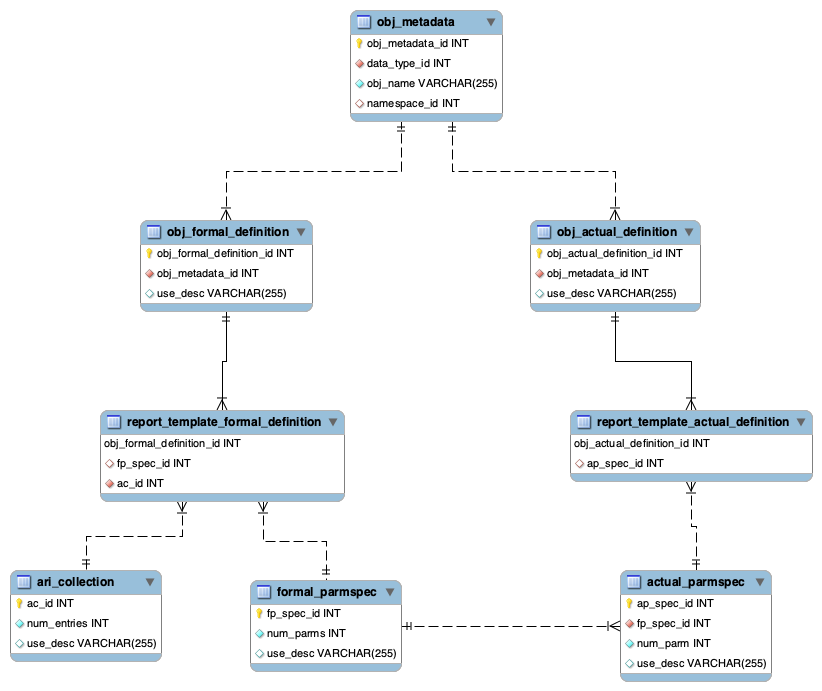 obj_metadata
obj_metadata_id INT
data_type_id INT
obj_name VARCHAR(255)
namespace_id INT
obj_formal_definition
obj_formal_definition_id INT
obj_metadata_id INT
use_desc VARCHAR(255)
obj_actual_definition
obj_actual_definition_id INT
obj_metadata_id INT
use_desc VARCHAR(255)
report_template_formal_definition
obj_formal_definition_id INT
fp_spec_id INT
ac_id INT
report_template_actual_definition
obj_actual_definition_id INT
ap_spec_id INT
ari_collection
ac_id INT
num_entries INT
use_desc VARCHAR(255)
formal_parmspec
fp_spec_id INT
num_parms INT
use_desc VARCHAR(255)
actual_parmspec
ap_spec_id INT
fp_spec_id INT
num_parm INT
use_desc VARCHAR(255)